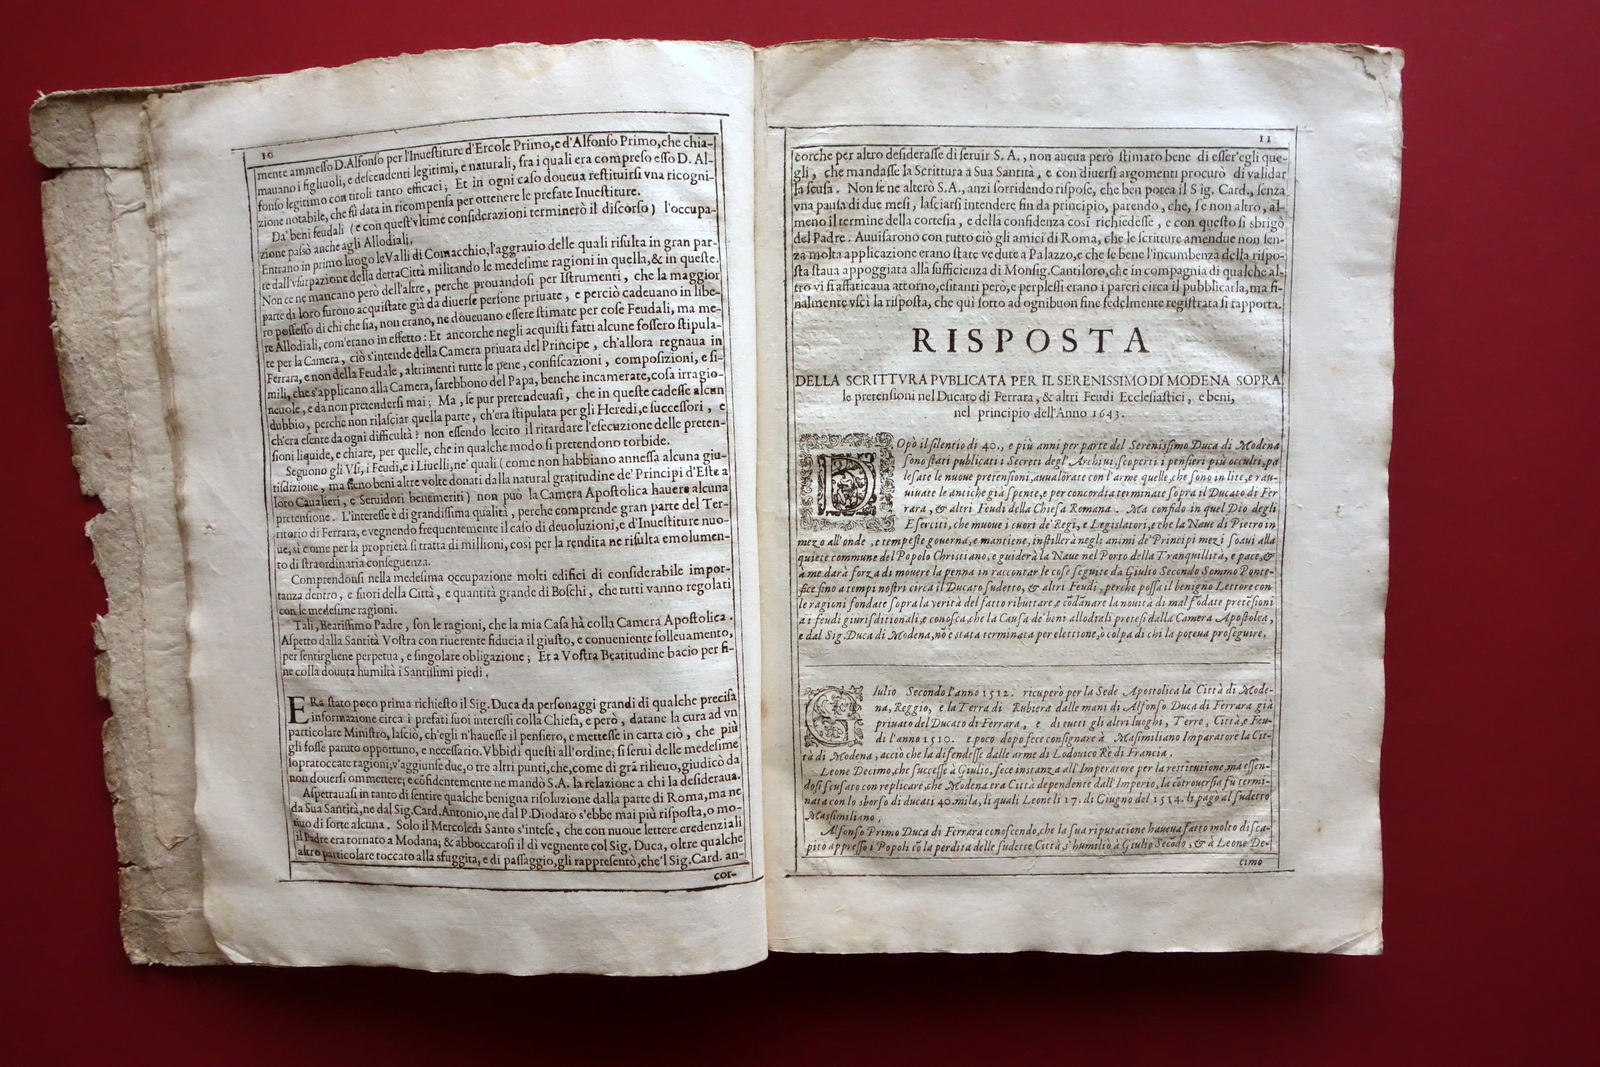 10
mente ammesso D. Alfonso per l'Inuestiture d'Ercole Primo, e d'Alfonso Primo, che chia-
mauano i figliuoli, e descendenti legitimi, e naturali, fra i quali era compreso esso D. Al-
fonso legitimo con titoli tanto efficaci; Et in ogni caso doueua restituirsi vna ricogni-
zione notabile, che fù data in ricompensa per ottenere le prefate Inuestiture.
Da' beni feudali (e con quest'vltime considerazioni terminerò il discorso) l'occupa-
zione passò anche agli Allodiali.
Entrano in primo luogo le Valli di Comacchio, l'aggrauio delle quali risulta in gran par-
te dall'vsurpazione della detta Città militando le medesime ragioni in quella, & in queste.
Non ce ne mancano però dell'altre, perche prouandosi per Istrumenti, che la maggior
parte di loro furono acquistate già da diuerse persone priuate, e perciò cadeuano in libe-
ro possesso di chi che sia, non erano, ne doueuano essere stimate per cose Feudali, ma me-
re Allodiali, com'erano in effetto: Et ancorche negli acquisti fatti alcune fossero stipula-
te per la Camera, ciò s'intende della Camera priuata del Principe, ch'allora regnaua in
Ferrara, e non della Feudale, altrimenti tutte le pene, confiscazioni, composizioni, e si-
mili, che s'applicano alla Camera, sarebbono del Papa, benche incamerate, cosa irragio-
neuole, e da non pretendersi mai; Ma, se pur pretendeuasi, che in queste cadesse alcun
dubbio, perche non rilasciar quella parte, ch'era stipulata per gli Heredi, e successori, e
ch'era esente da ogni difficultà? non essendo lecito il ritardare l'esecuzione delle preten-
sioni liquide, e chiare, per quelle, che in qualche modo si pretendono torbide.
Seguono gli Vsi, i Feudi, e i Liuelli, ne' quali (come non habbiano annessa alcuna giu-
risdizione, ma sieno beni altre volte donati dalla natural gratitudine de' Principi d'Este a
loro Caualieri, e Seruidori benemeriti) non può la Camera Apostolica hauere alcuna
pretensione. L'interesse è di grandissima qualità, perche comprende gran parte del Ter-
ritorio di Ferrara, e vegnendo frequentemente il caso di deuoluzioni, e d'Inuestiture nuo-
ue, sì come per la proprietà si tratta di millioni, così per la rendita ne risulta emolumen-
to di straordinaria conseguenza.
Comprendonsi nella medesima occupazione molti edifici di considerabile impor-
tanza dentro, e fuori della Città, e quantità grande di Boschi, che tutti vanno regolati
con le medesime ragioni.
Tali, Beatissimo Padre, son le ragioni, che la mia Casa hà colla Camera Apostolica.
Aspetto dalla Santità Vostra con riuerente fiducia il giusto, e conueniente solleuamento,
per sentirgliene perpetua, e singolare obligazione; Et a Vostra Beatitudine bacio per fi-
ne colla douuta humiltà i Santissimi piedi.
ERa stato poco prima richiesto il Sig. Duca da personaggi grandi di qualche precisa
informazione circa i prefati suoi interessi colla Chiesa, e però, datane la cura ad vn
particolare Ministro, lasciò, ch'egli n'hauesse il pensiero, e mettesse in carta ciò, che più
gli fosse paruto opportuno, e necessario. Vbbidì questi all'ordine; si seruì delle medesime
sopratoccate ragioni, v'aggiunse due, o tre altri punti, che, come di grã rilieuo, giudicò da
non douersi ommettere; e cõfidentemente ne mandò S. A. la relazione a chi la desideraua.
Aspettauasi in tanto di sentire qualche benigna risoluzione dalla parte di Roma, ma ne
da Sua Santità, ne dal Sig. Card. Antonio, ne dal P. Diodato s'ebbe mai più risposta, o mo-
tiuo di sorte alcuna. Solo il Mercoledì Santo s'intese, che con nuoue lettere credenziali
il Padre era tornato a Modana; & abboccatosi il dì vegnente col Sig. Duca, oltre qualche
altro particolare toccato alla sfuggita, e di passaggio, gli rappresentò, che'l Sig. Card. an-
cor-
11
corche per altro desiderasse di seruir S. A., non aueua però stimato bene di esser'egli que-
gli, che mandasse la Scrittura a Sua Santità, e con diuersi argomenti procurò di validar
la scusa. Non se ne alterò S. A., anzi sorridendo rispose, che ben potea il Sig. Card., senza
vna pausa di due mesi, lasciarsi intendere fin da principio, parendo, che, se non altro, al-
meno il termine della cortesia, e della confidenza così richiedesse, e con questo si sbrigò
del Padre. Auuisarono con tutto ciò gli amici di Roma, che le scritture amendue non sen-
za molta applicazione erano state vedute a Palazzo, e che se bene l'incumbenza della rispo-
sta staua appoggiata alla sufficienza di Monsig. Cantiloro, che in compagnia di qualche al-
tro vi si affaticaua attorno, esitanti però, e perplessi erano i pareri circa il pubblicarla, ma fi-
nalmente vscì la risposta, che quì sotto ad ogni buon fine fedelmente registrata si rapporta.
RISPOSTA
DELLA SCRITTVRA PVBLICATA PER IL SERENISSIMO DI MODENA SOPRA
le pretensioni nel Ducato di Ferrara, & altri Feudi Ecclesiastici, e beni,
nel principio dell'Anno 1643.
DOpò il silentio di 40., e più anni per parte del Serenissimo Duca di Modena
sono stati publicati i Secreti degl'Archiui, scoperti i pensieri più occulti, pa
lesate le nuoue pretensioni, auualorate con l'arme quelle, che sono in lite, e rau-
uiuate le antiche già spente, e per concordia terminate sopra il Ducato di Fer
rara, & altri Feudi della Chiesa Romana. Ma confido in quel Dio degli
Eserciti, che muoue i cuori de' Regi, e Legislatori, e che la Naue di Pietro in
mezo all'onde, e tempeste gouerna, e mantiene, instillerà negli animi de' Principi mezi soaui alla
quiete commune del Popolo Christiano, e guiderà la Naue nel Porto della Tranquillità, e pace, &
a me darà forza di mouere la penna in raccontar le cose seguite da Giulio Secondo Sommo Ponte-
fice fino a tempi nostri circa il Ducato sudetto, & altri Feudi, perche possa il benigno Lettore con
le ragioni fondate sopra la verità del fatto ributtare, e cõdãnare la nouità di mal fõdate pretẽsioni
a i feudi giurisditionali, e conosca, che la Causa de' beni allodiali pretesi dalla Camera Apostolca,
e dal Sig. Duca di Modena, nõ è stata terminata per elettione, ò colpa di chi la poteua proseguire.
GIulio Secondo l'anno 1512. ricuperò per la Sede Apostolica la Città di Mode-
na, Reggio, e la Terra di Rubiera dalle mani di Alfonso Duca di Ferrara già
priuato del Ducato di Ferrara, e di tutti gli altri luoghi, Terre, Città, e Feu-
di l'anno 1510. e poco dopo fece consignare à Masimiliano Imparatore la Cit-
tà di Modena, acciò che la difendesse dalle arme di Lodouico Re di Francia.
Leone Decimo, che successe à Giulio, fece instanza all'Imperatore per la restitutione, ma essen-
dosi scusato con replicare, che Modena era Città dependente dall'Imperio, la cõtrouersia fù termi-
nata con lo sborso di ducati 40. mila, li quali Leone li 17. di Giugno del 1514. li pagò al sudetto
Massimiliano.
Alfonso Primo Duca di Ferrara conoscendo, che la sua riputatione haueua fatto molto disca-
pito appresso i Popoli cõ la perdita delle sudette Città, s'humiliò à Giulio Secõdo, & à Leone De-
cimo